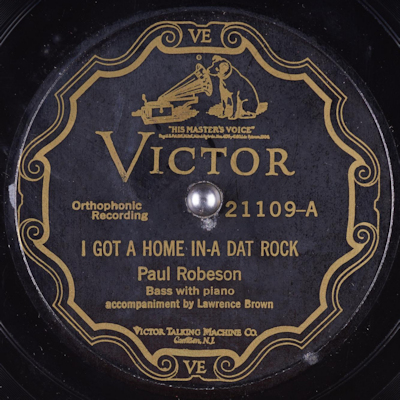 VE
"HIS MASTER'S VOICE"
VICTOR
Orthophonic
Recording
21109-A
I GOT A HOME IN-A DAT ROCK
Paul Robeson
Bass with piano
accompaniment by Lawrence Brown
VICTOR TALKING MACHINE CO.
Camden, N.J.
VE